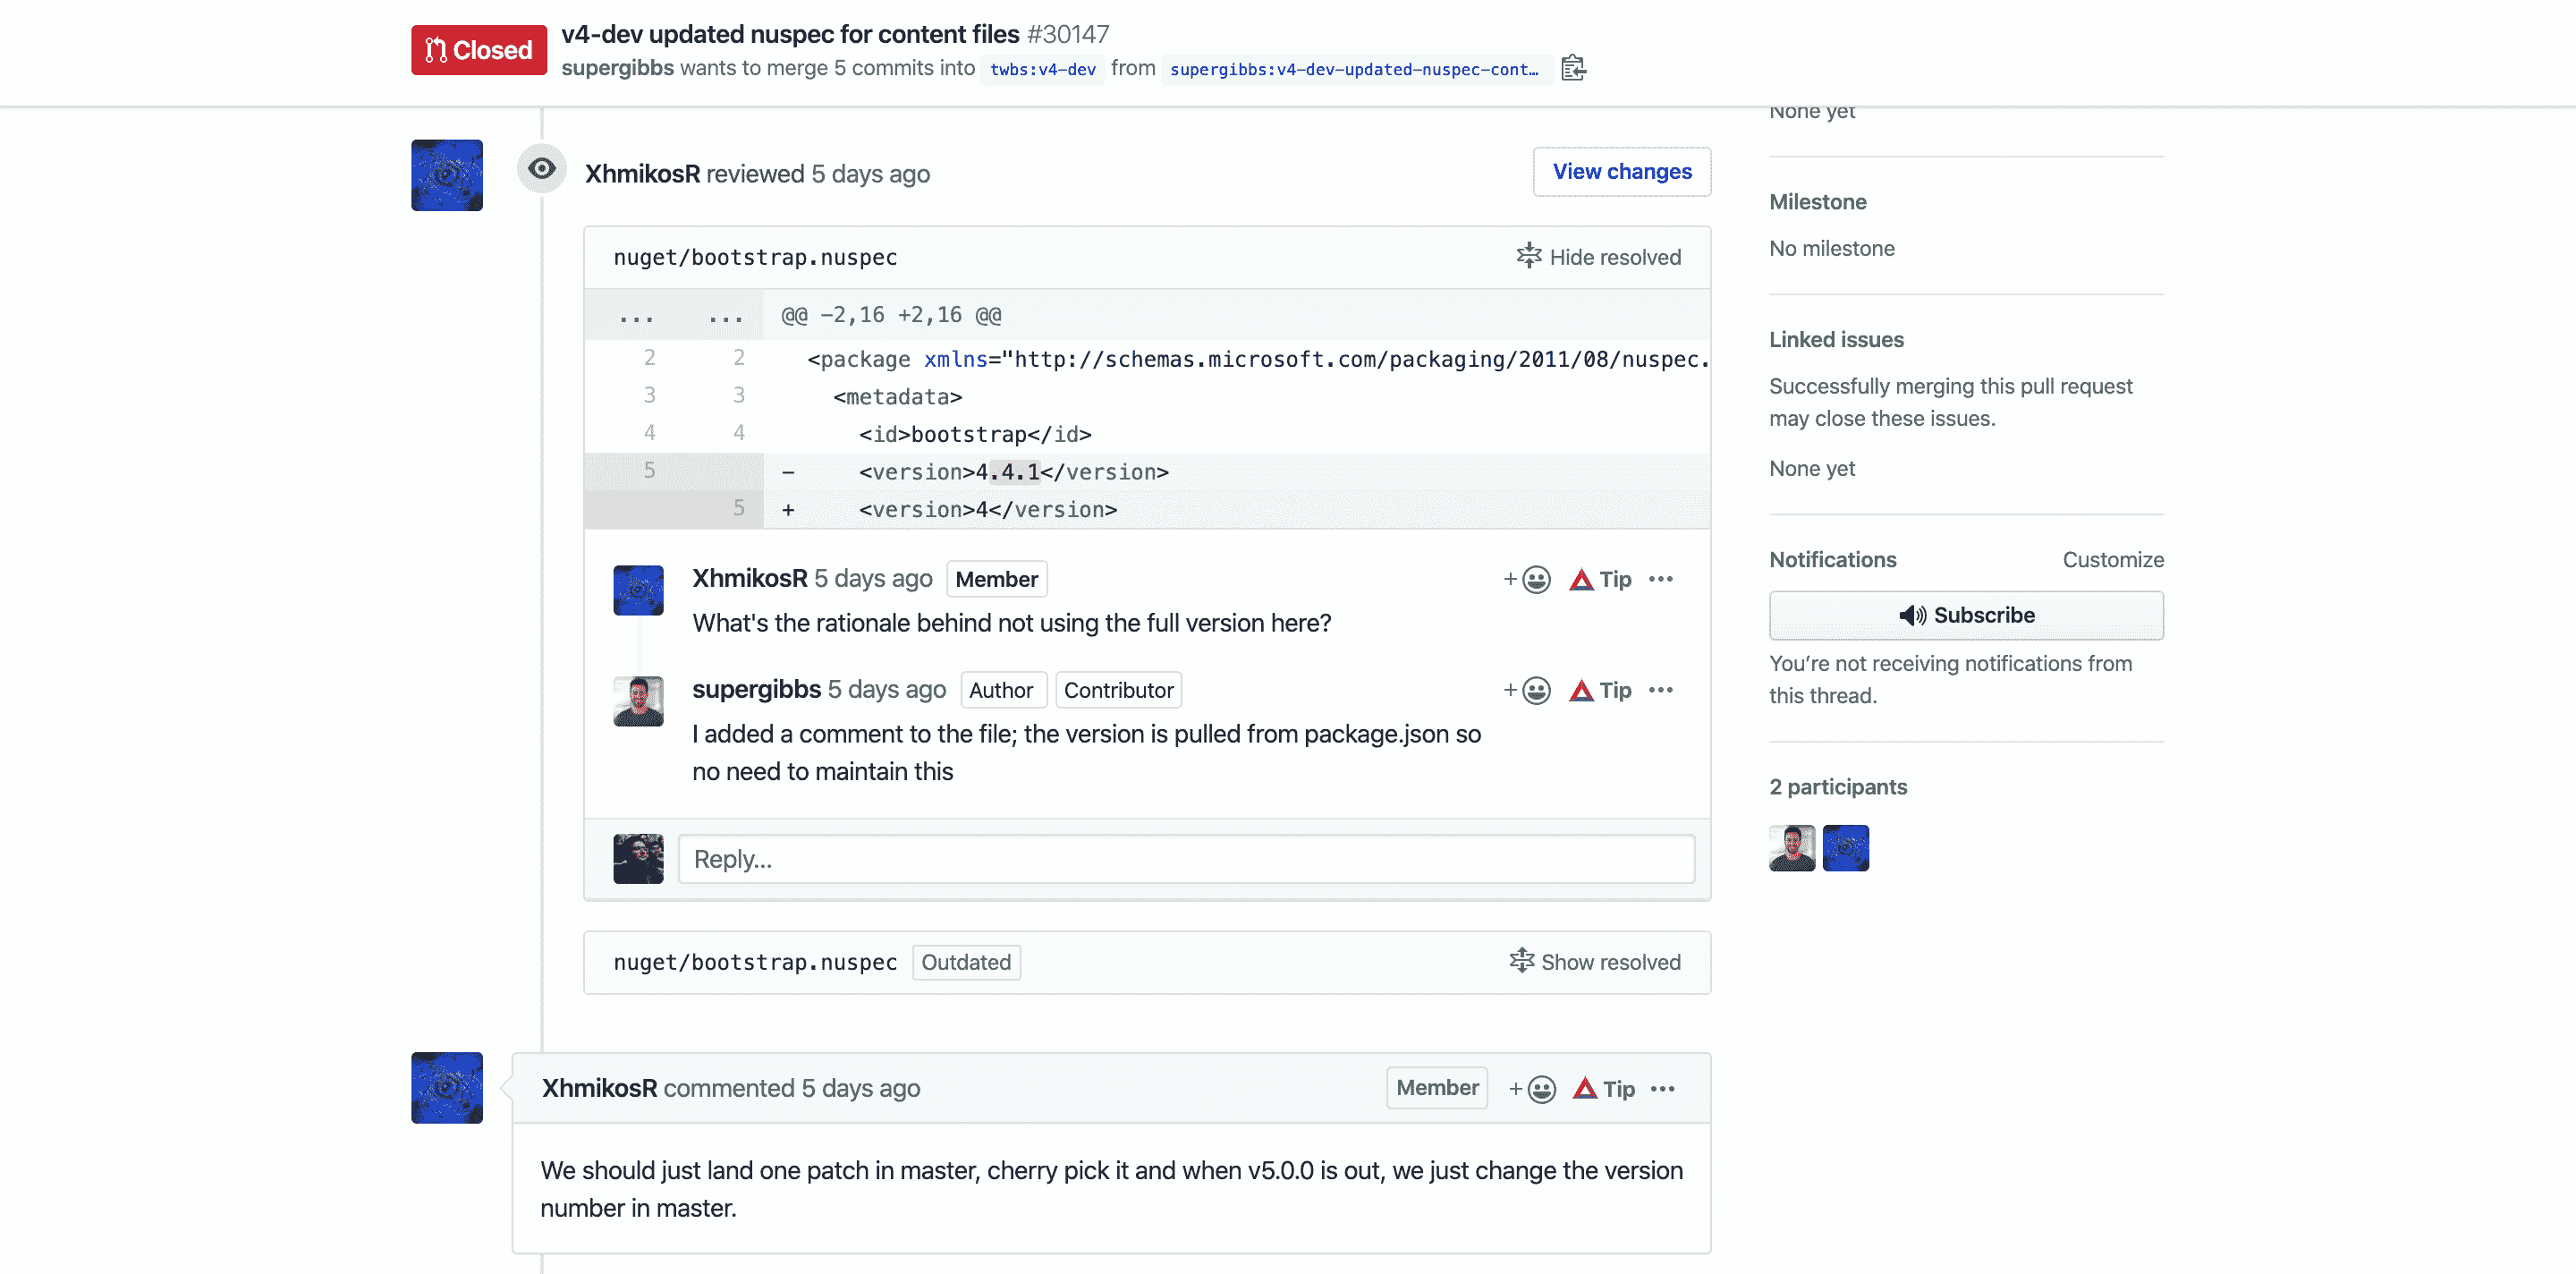 Closed
v4-dev updated nuspec for content files #30147
supergibbs wants to merge 5 commits into twbs:v4-dev from supergibbs:v4-dev-updated-nuspec-cont…
None yet
XhmikosR reviewed 5 days ago
View changes
nuget/bootstrap.nuspec
Hide resolved
... ... @@ -2,16 +2,16 @@
2 2 <package xmlns="http://schemas.microsoft.com/packaging/2011/08/nuspec.
3 3 <metadata>
4 4 <id>bootstrap</id>
5 - <version>4.4.1</version>
5 + <version>4</version>
XhmikosR 5 days ago Member
+ Tip ...
What's the rationale behind not using the full version here?
supergibbs 5 days ago Author Contributor
+ Tip ...
I added a comment to the file; the version is pulled from package.json so
no need to maintain this
Reply...
nuget/bootstrap.nuspec Outdated
Show resolved
XhmikosR commented 5 days ago
Member + Tip ...
We should just land one patch in master, cherry pick it and when v5.0.0 is out, we just change the version
number in master.
Milestone
No milestone
Linked issues
Successfully merging this pull request
may close these issues.
None yet
Notifications Customize
Subscribe
You’re not receiving notifications from
this thread.
2 participants